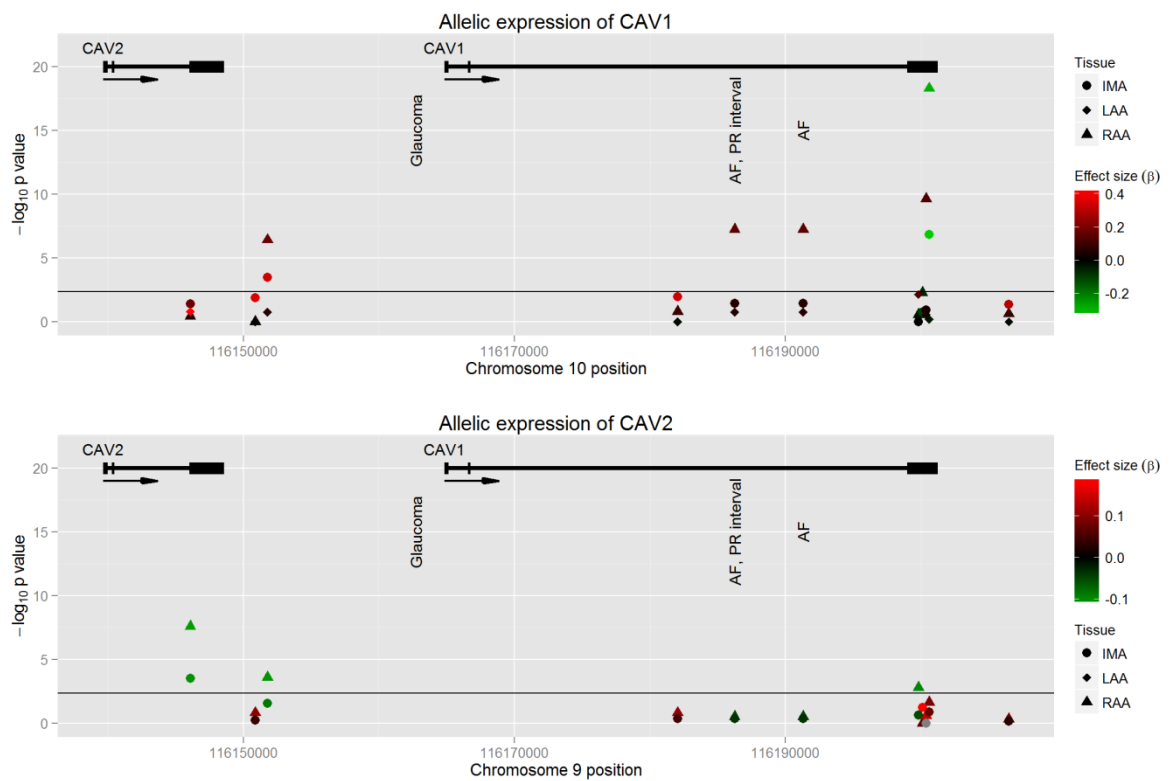 Allelic expression of CAV1
CAV2
CAV1
20
15
10
5
0
−log10 p value
Glaucoma
AF, PR interval
AF
116150000
116170000
116190000
Chromosome 10 position
Tissue
IMA
LAA
RAA
Effect size (β)
0.4
0.2
0.0
-0.2
Allelic expression of CAV2
CAV2
CAV1
20
15
10
5
0
−log10 p value
Glaucoma
AF, PR interval
AF
116150000
116170000
116190000
Chromosome 9 position
Effect size (β)
0.1
0.0
-0.1
Tissue
IMA
LAA
RAA